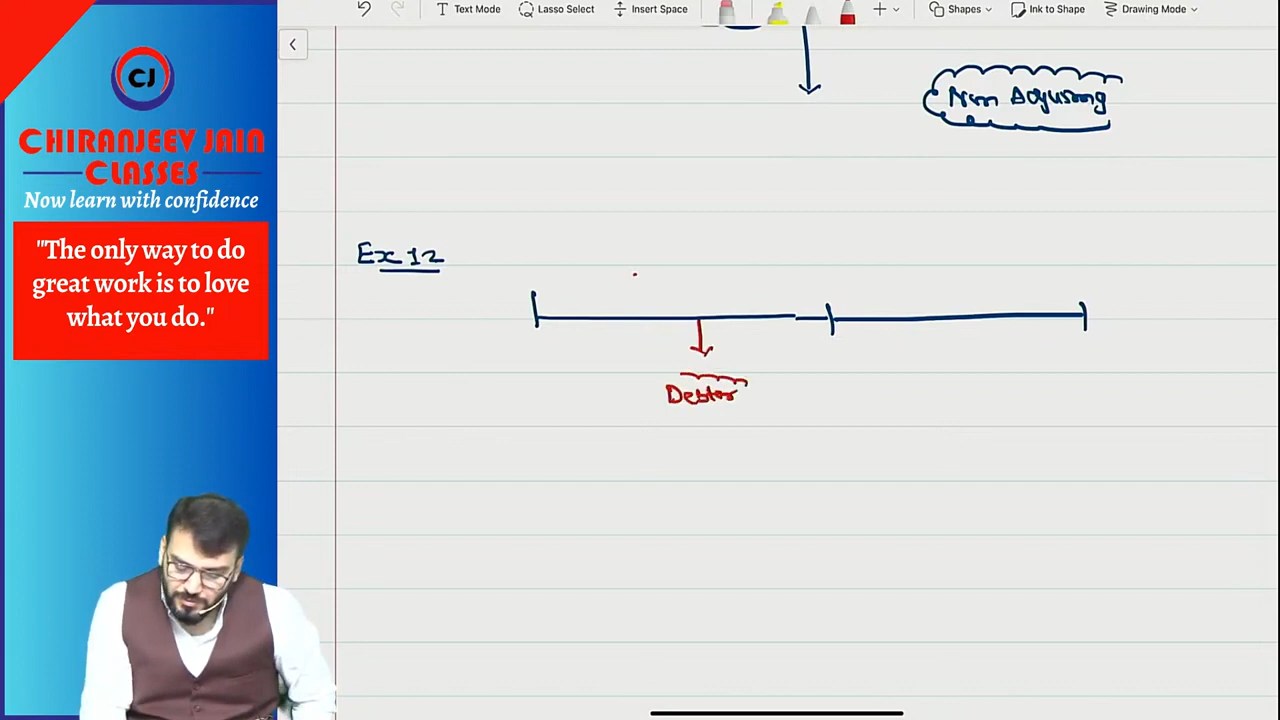 Text Mode
Lasso Select
Insert Space
Shapes
Ink to Shape
Drawing Mode
CJ
CHIRANJEEV JAIN
CLASSES
Now learn with confidence
"The only way to do
great work is to love
what you do."
Non Adjusting
Ex 12
Debtor